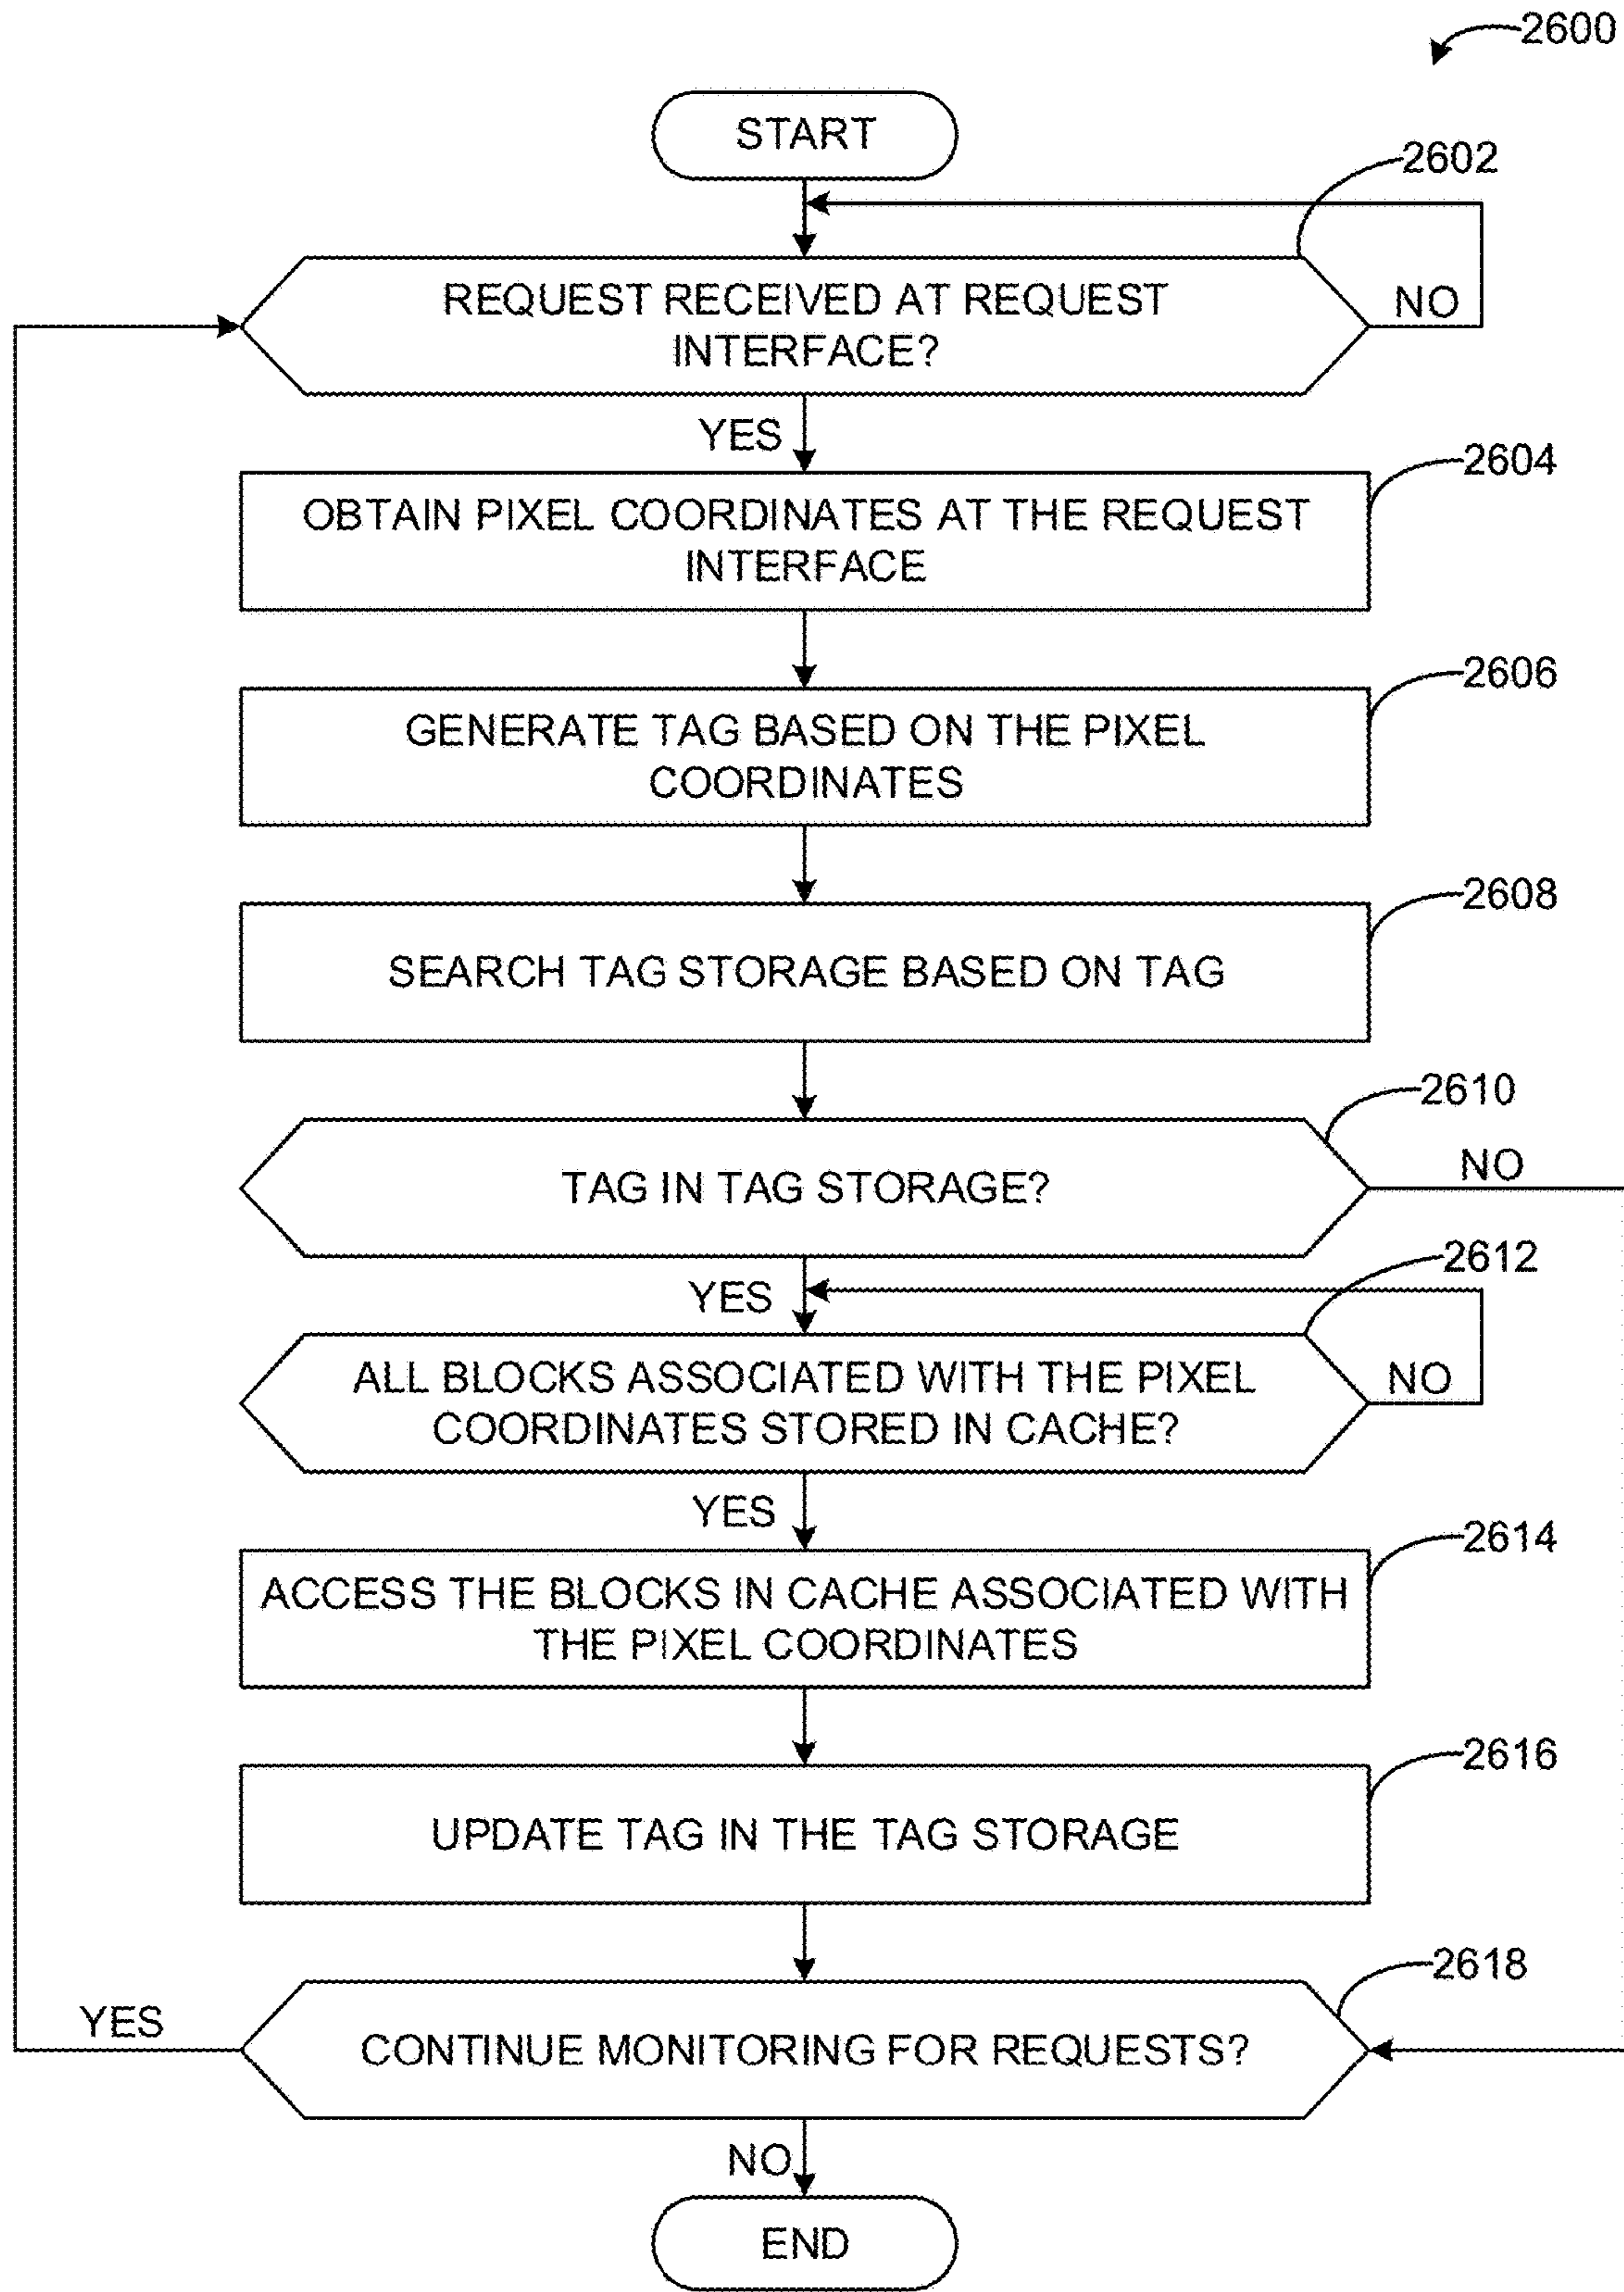 2600
START
2602
REQUEST RECEIVED AT REQUEST
INTERFACE?
NO
YES
2604
OBTAIN PIXEL COORDINATES AT THE REQUEST
INTERFACE
2606
GENERATE TAG BASED ON THE PIXEL
COORDINATES
2608
SEARCH TAG STORAGE BASED ON TAG
2610
TAG IN TAG STORAGE?
NO
2612
YES
ALL BLOCKS ASSOCIATED WITH THE PIXEL
COORDINATES STORED IN CACHE?
NO
YES
2614
ACCESS THE BLOCKS IN CACHE ASSOCIATED WITH
THE PIXEL COORDINATES
2616
UPDATE TAG IN THE TAG STORAGE
2618
YES
CONTINUE MONITORING FOR REQUESTS?
NO
END